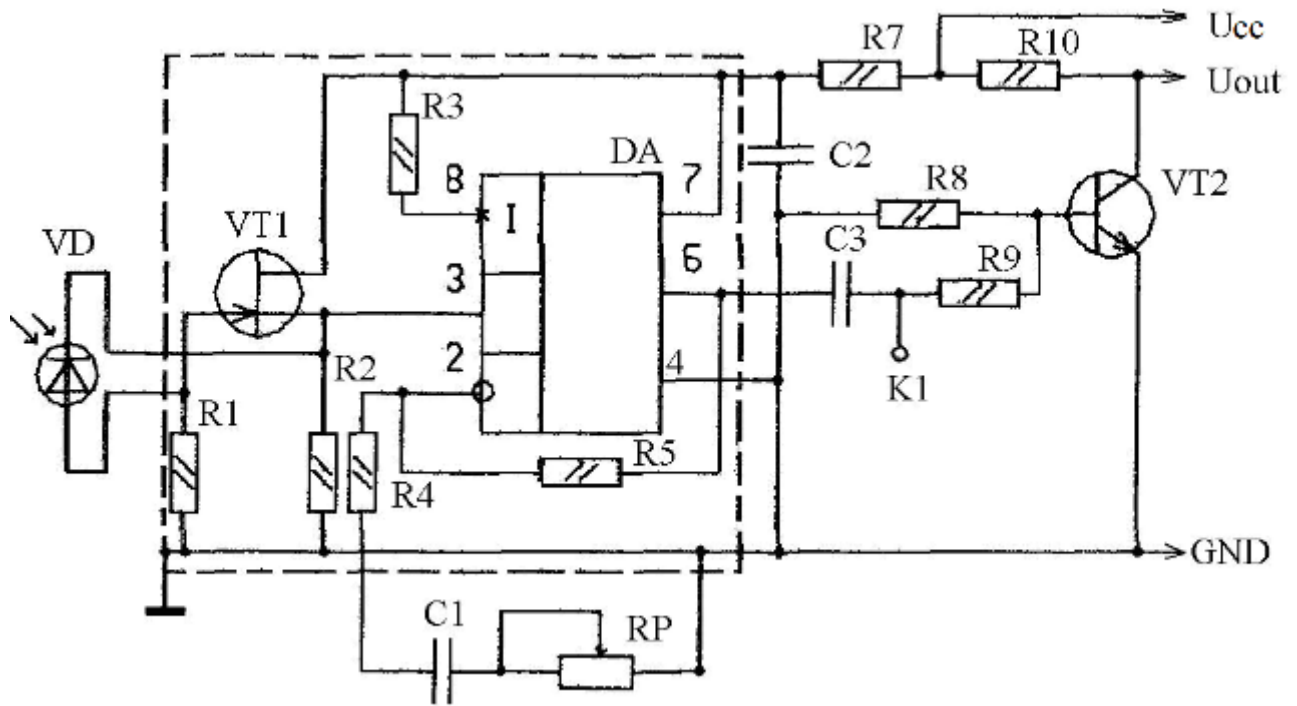 Ucc
R7
R10
Uout
R3
DA
C2
8
7
R8
VT2
VT1
I
C3
VD
3
6
R9
2
4
R2
K1
R1
R5
R4
GND
C1
RP